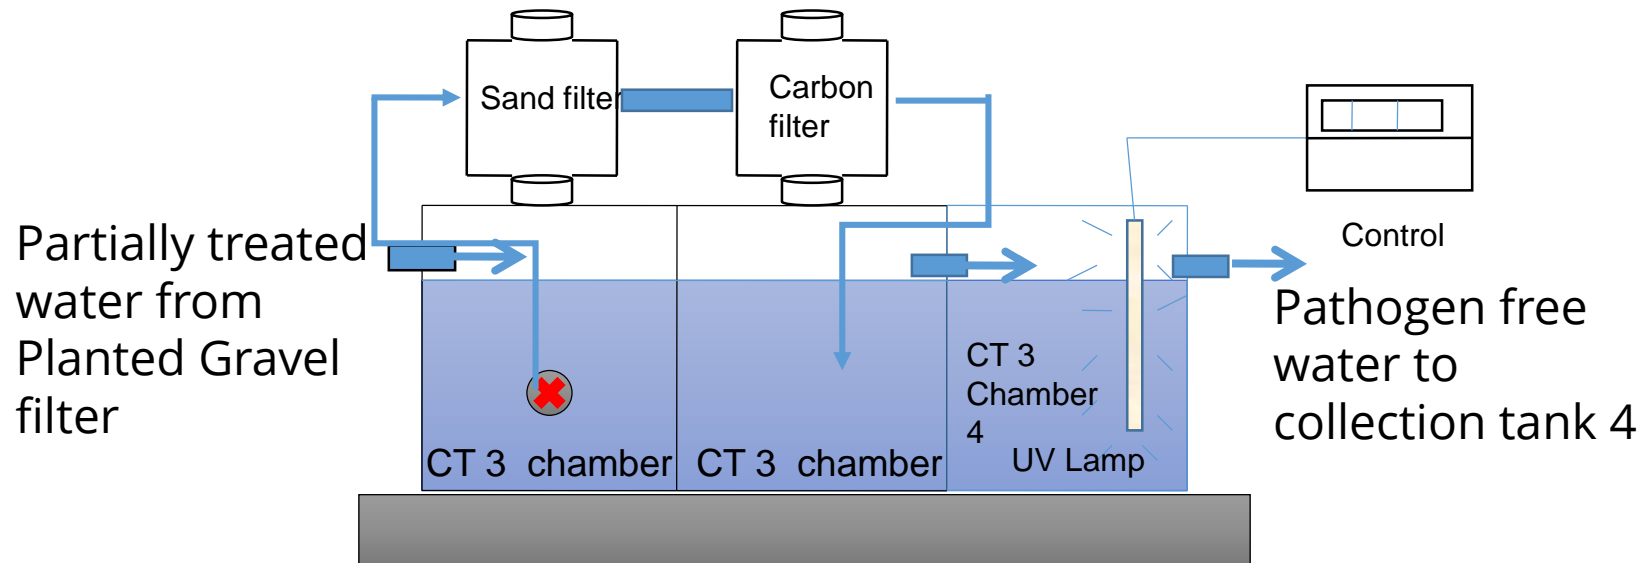 Sand filter
Carbon
filter
Control
Partially treated
water from
Planted Gravel
filter
CT 3 chamber
CT 3 chamber
CT 3
Chamber
4
UV Lamp
Pathogen free
water to
collection tank 4